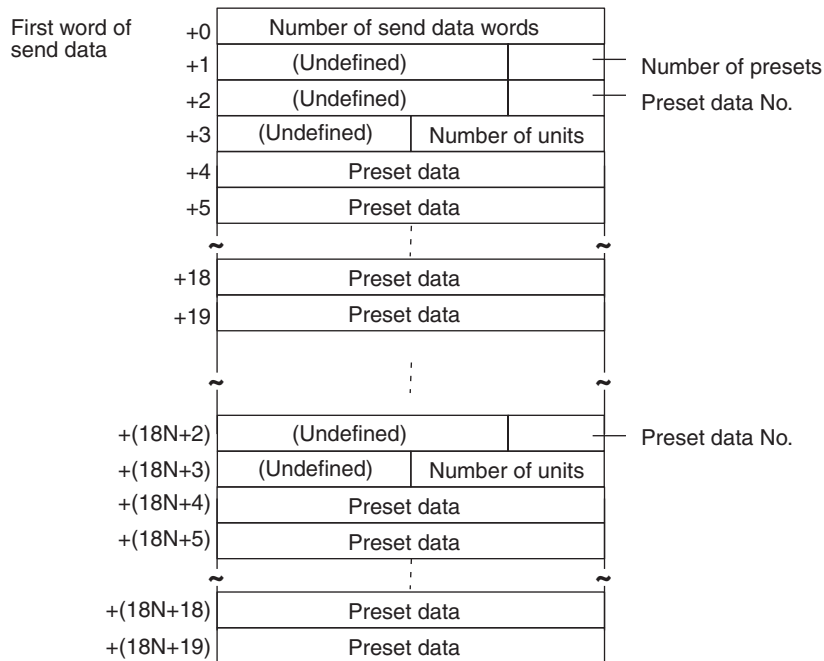 First word of
send data
+0 Number of send data words
+1 (Undefined) Number of presets
+2 (Undefined) Preset data No.
+3 (Undefined) Number of units
+4 Preset data
+5 Preset data
~ ~
+18 Preset data
+19 Preset data
~ ~
+(18N+2) (Undefined) Preset data No.
+(18N+3) (Undefined) Number of units
+(18N+4) Preset data
+(18N+5) Preset data
~ ~
+(18N+18) Preset data
+(18N+19) Preset data